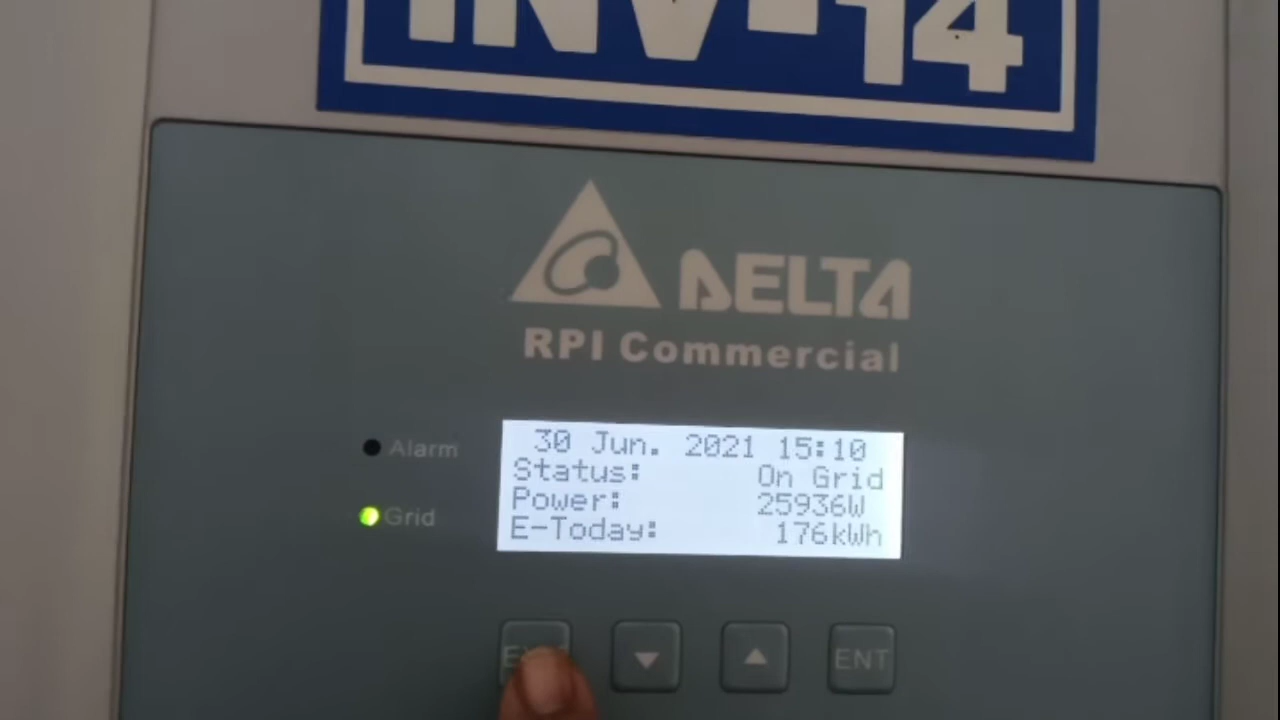 INV-14
DELTA
RPI Commercial
Alarm
Grid
30 Jun. 2021 15:10
Status: On Grid
Power: 25936W
E-Today: 176kWh
ENT